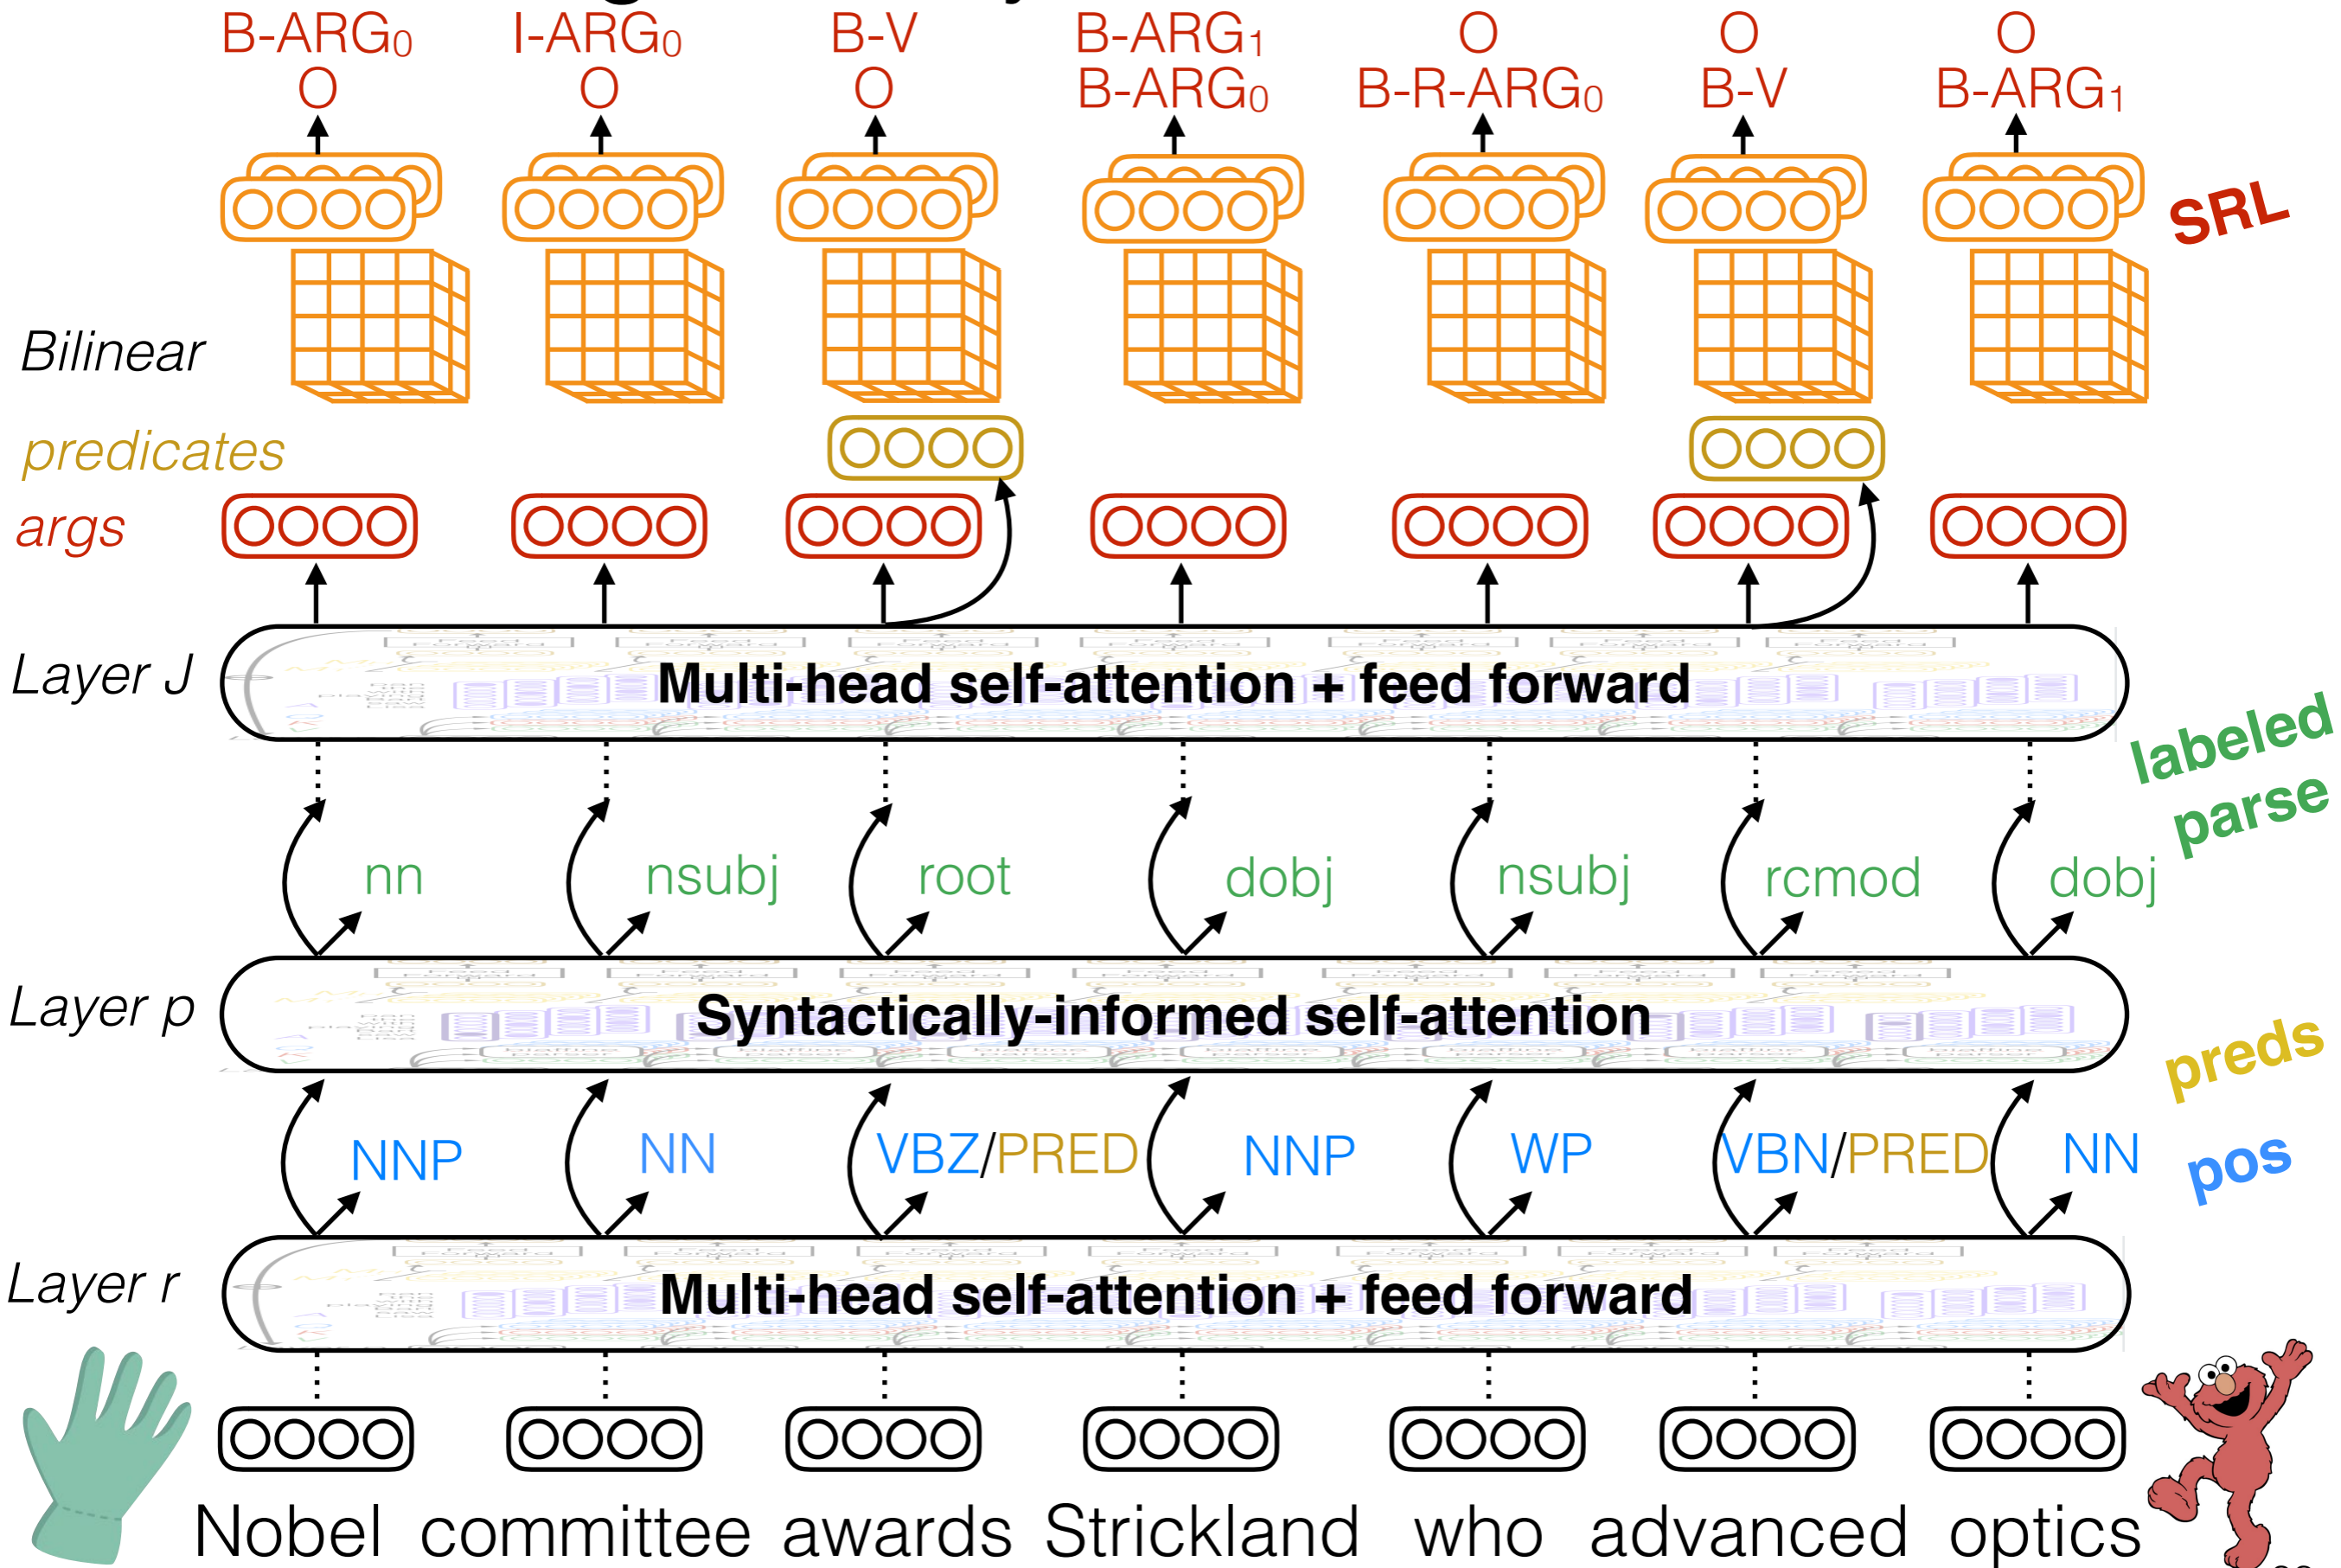 B-ARG0 I-ARG0 B-V B-ARG1 O O O
O O O B-ARG0 B-R-ARG0 B-V B-ARG1
SRL
Bilinear
predicates
args
Layer J Multi-head self-attention + feed forward
labeled
parse
nn nsubj root dobj nsubj rcmod dobj
Layer p Syntactically-informed self-attention
preds
NNP NN VBZ/PRED NNP WP VBN/PRED NN
pos
Layer r Multi-head self-attention + feed forward
Nobel committee awards Strickland who advanced optics